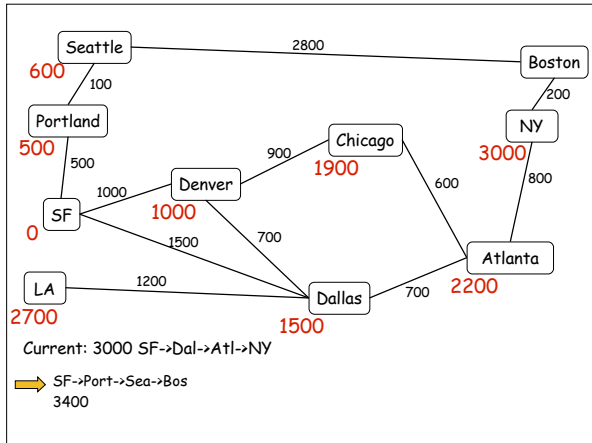 Seattle
2800
Boston
600
100
200
Portland
NY
500
Chicago
3000
900
1900
500
1000
Denver
600
800
SF
1000
0
1500
700
Atlanta
LA
1200
2200
2700
Dallas
700
1500
Current: 3000 SF->Dal->Atl->NY
SF->Port->Sea->Bos
3400